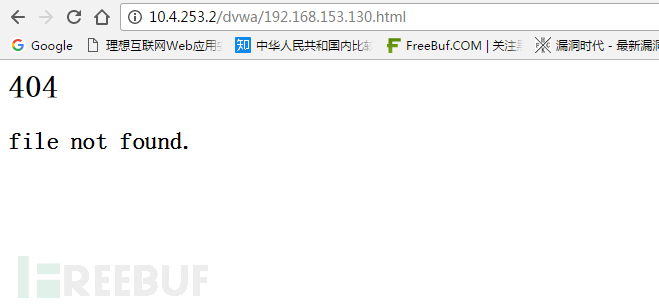 10.4.253.2/dvwa/192.168.153.130.html
Google 理想互联网Web应用 中华人民共和国内比 FreeBuf.COM | 关注 漏洞时代 - 最新漏
404
file not found.
FREEBUF